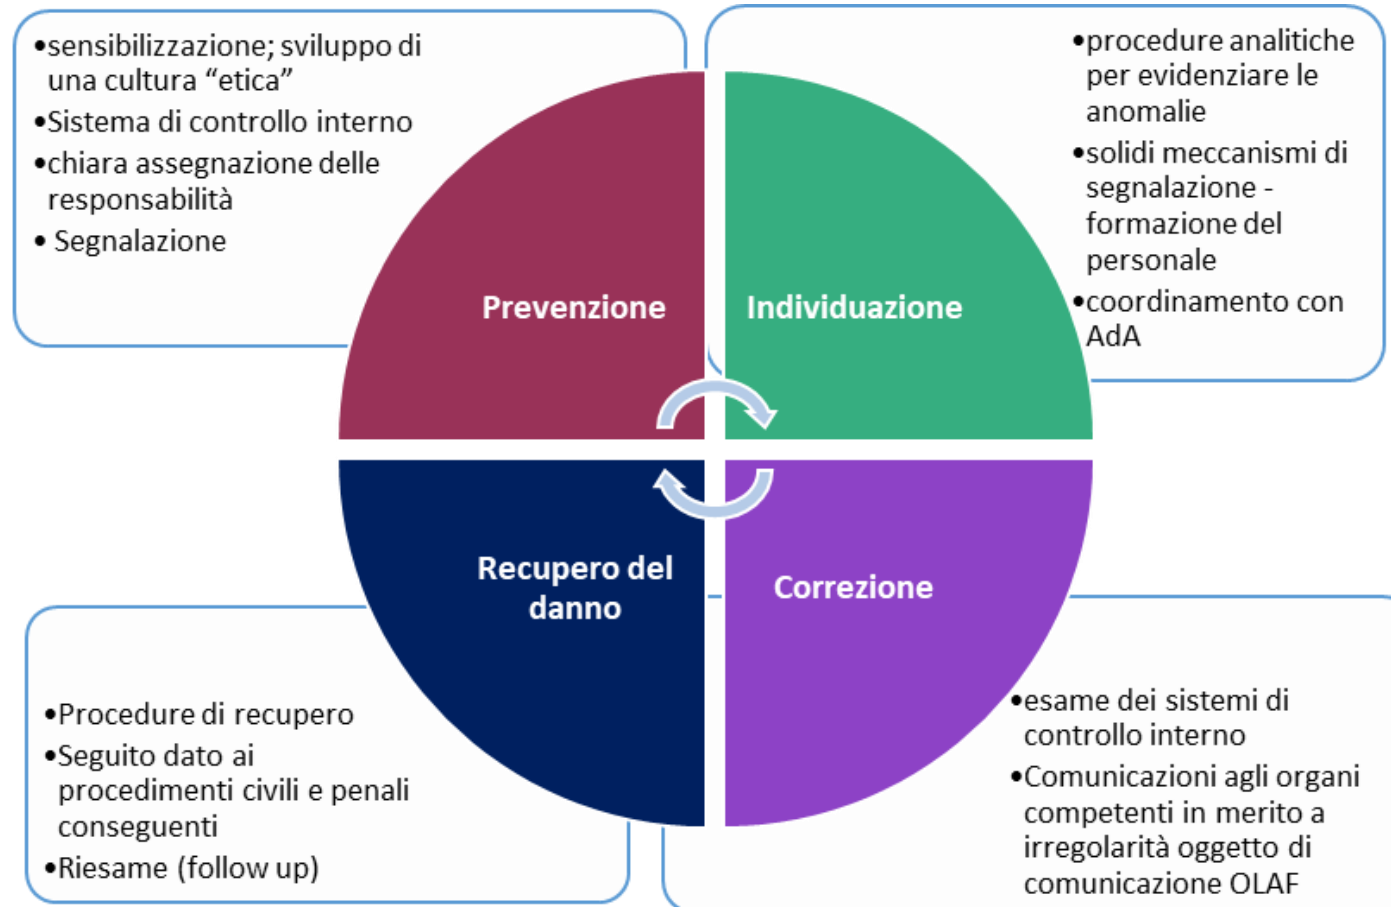 •sensibilizzazione; sviluppo di
una cultura “etica”
•Sistema di controllo interno
•chiara assegnazione delle
responsabilità
• Segnalazione
•procedure analitiche
per evidenziare le
anomalie
•solidi meccanismi di
segnalazione -
formazione del
personale
•coordinamento con
AdA
Prevenzione
Individuazione
Recupero del
danno
Correzione
•Procedure di recupero
•Seguito dato ai
procedimenti civili e penali
conseguenti
•Riesame (follow up)
•esame dei sistemi di
controllo interno
•Comunicazioni agli organi
competenti in merito a
irregolarità oggetto di
comunicazione OLAF